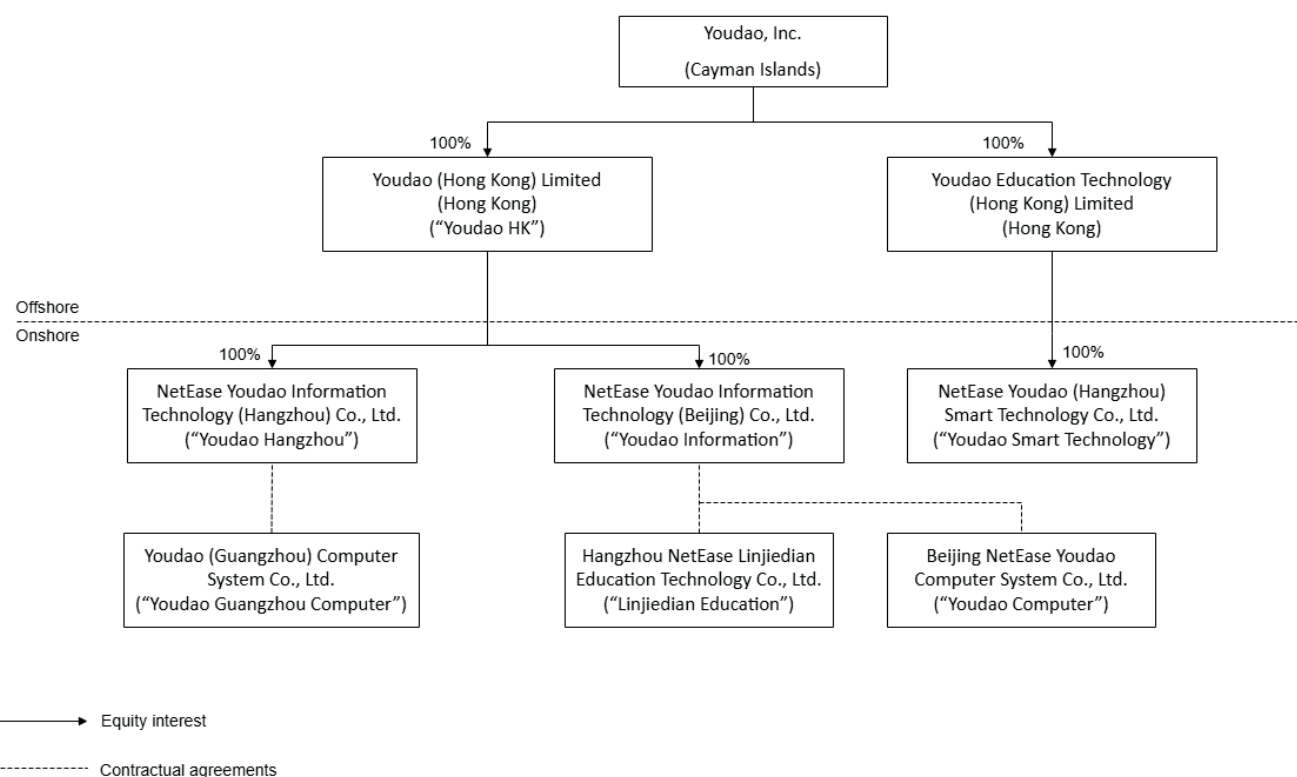 Youdao, Inc.
(Cayman Islands)
100%
100%
Youdao (Hong Kong) Limited
(Hong Kong)
(“Youdao HK”)
Youdao Education Technology
(Hong Kong) Limited
(Hong Kong)
Offshore
Onshore
100%
100%
100%
NetEase Youdao Information
Technology (Hangzhou) Co., Ltd.
(“Youdao Hangzhou”)
NetEase Youdao Information
Technology (Beijing) Co., Ltd.
(“Youdao Information”)
NetEase Youdao (Hangzhou)
Smart Technology Co., Ltd.
(“Youdao Smart Technology”)
Youdao (Guangzhou) Computer
System Co., Ltd.
(“Youdao Guangzhou Computer”)
Hangzhou NetEase Linjiedian
Education Technology Co., Ltd.
(“Linjiedian Education”)
Beijing NetEase Youdao
Computer System Co., Ltd.
(“Youdao Computer”)
Equity interest
Contractual agreements